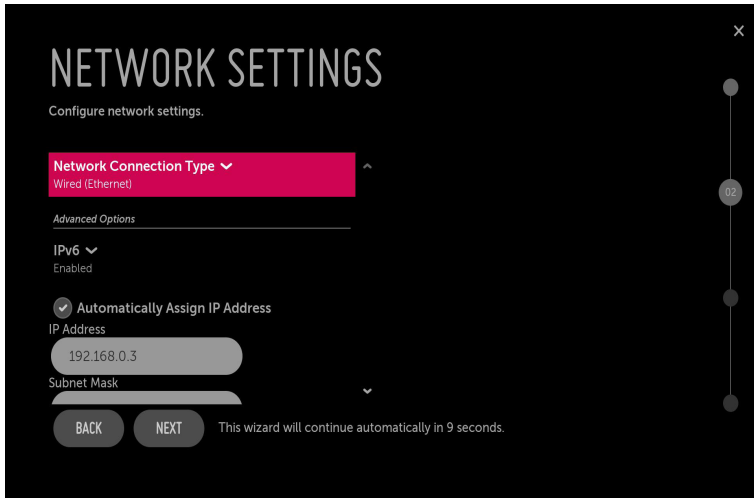 NETWORK SETTINGS
Configure network settings.
Network Connection Type
Wired (Ethernet)
Advanced Options
IPv6
Enabled
Automatically Assign IP Address
IP Address
192.168.0.3
Subnet Mask
BACK NEXT This wizard will continue automatically in 9 seconds.
02